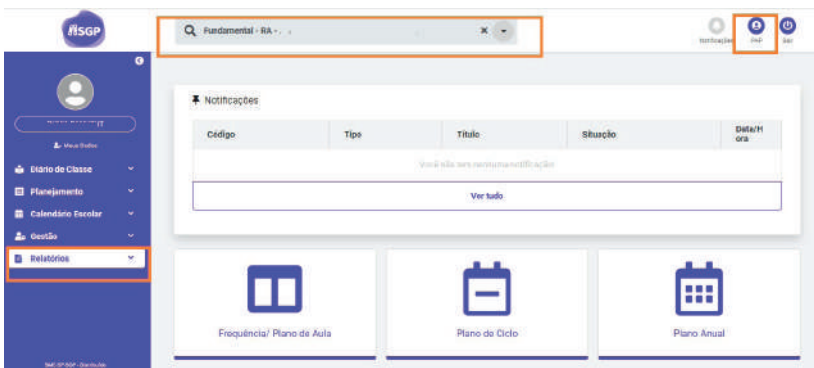 SGP
Fundamental - RA -
Notificações
PAP
Sair
Notificações
Código Tipo Título Situação Data/H
ora
Você não tem nenhuma notificação
Ver tudo
Meus Dados
Diário de Classe
Planejamento
Calendário Escolar
Gestão
Relatórios
Frequência/ Plano de Aula
Plano de Ciclo
Plano Anual